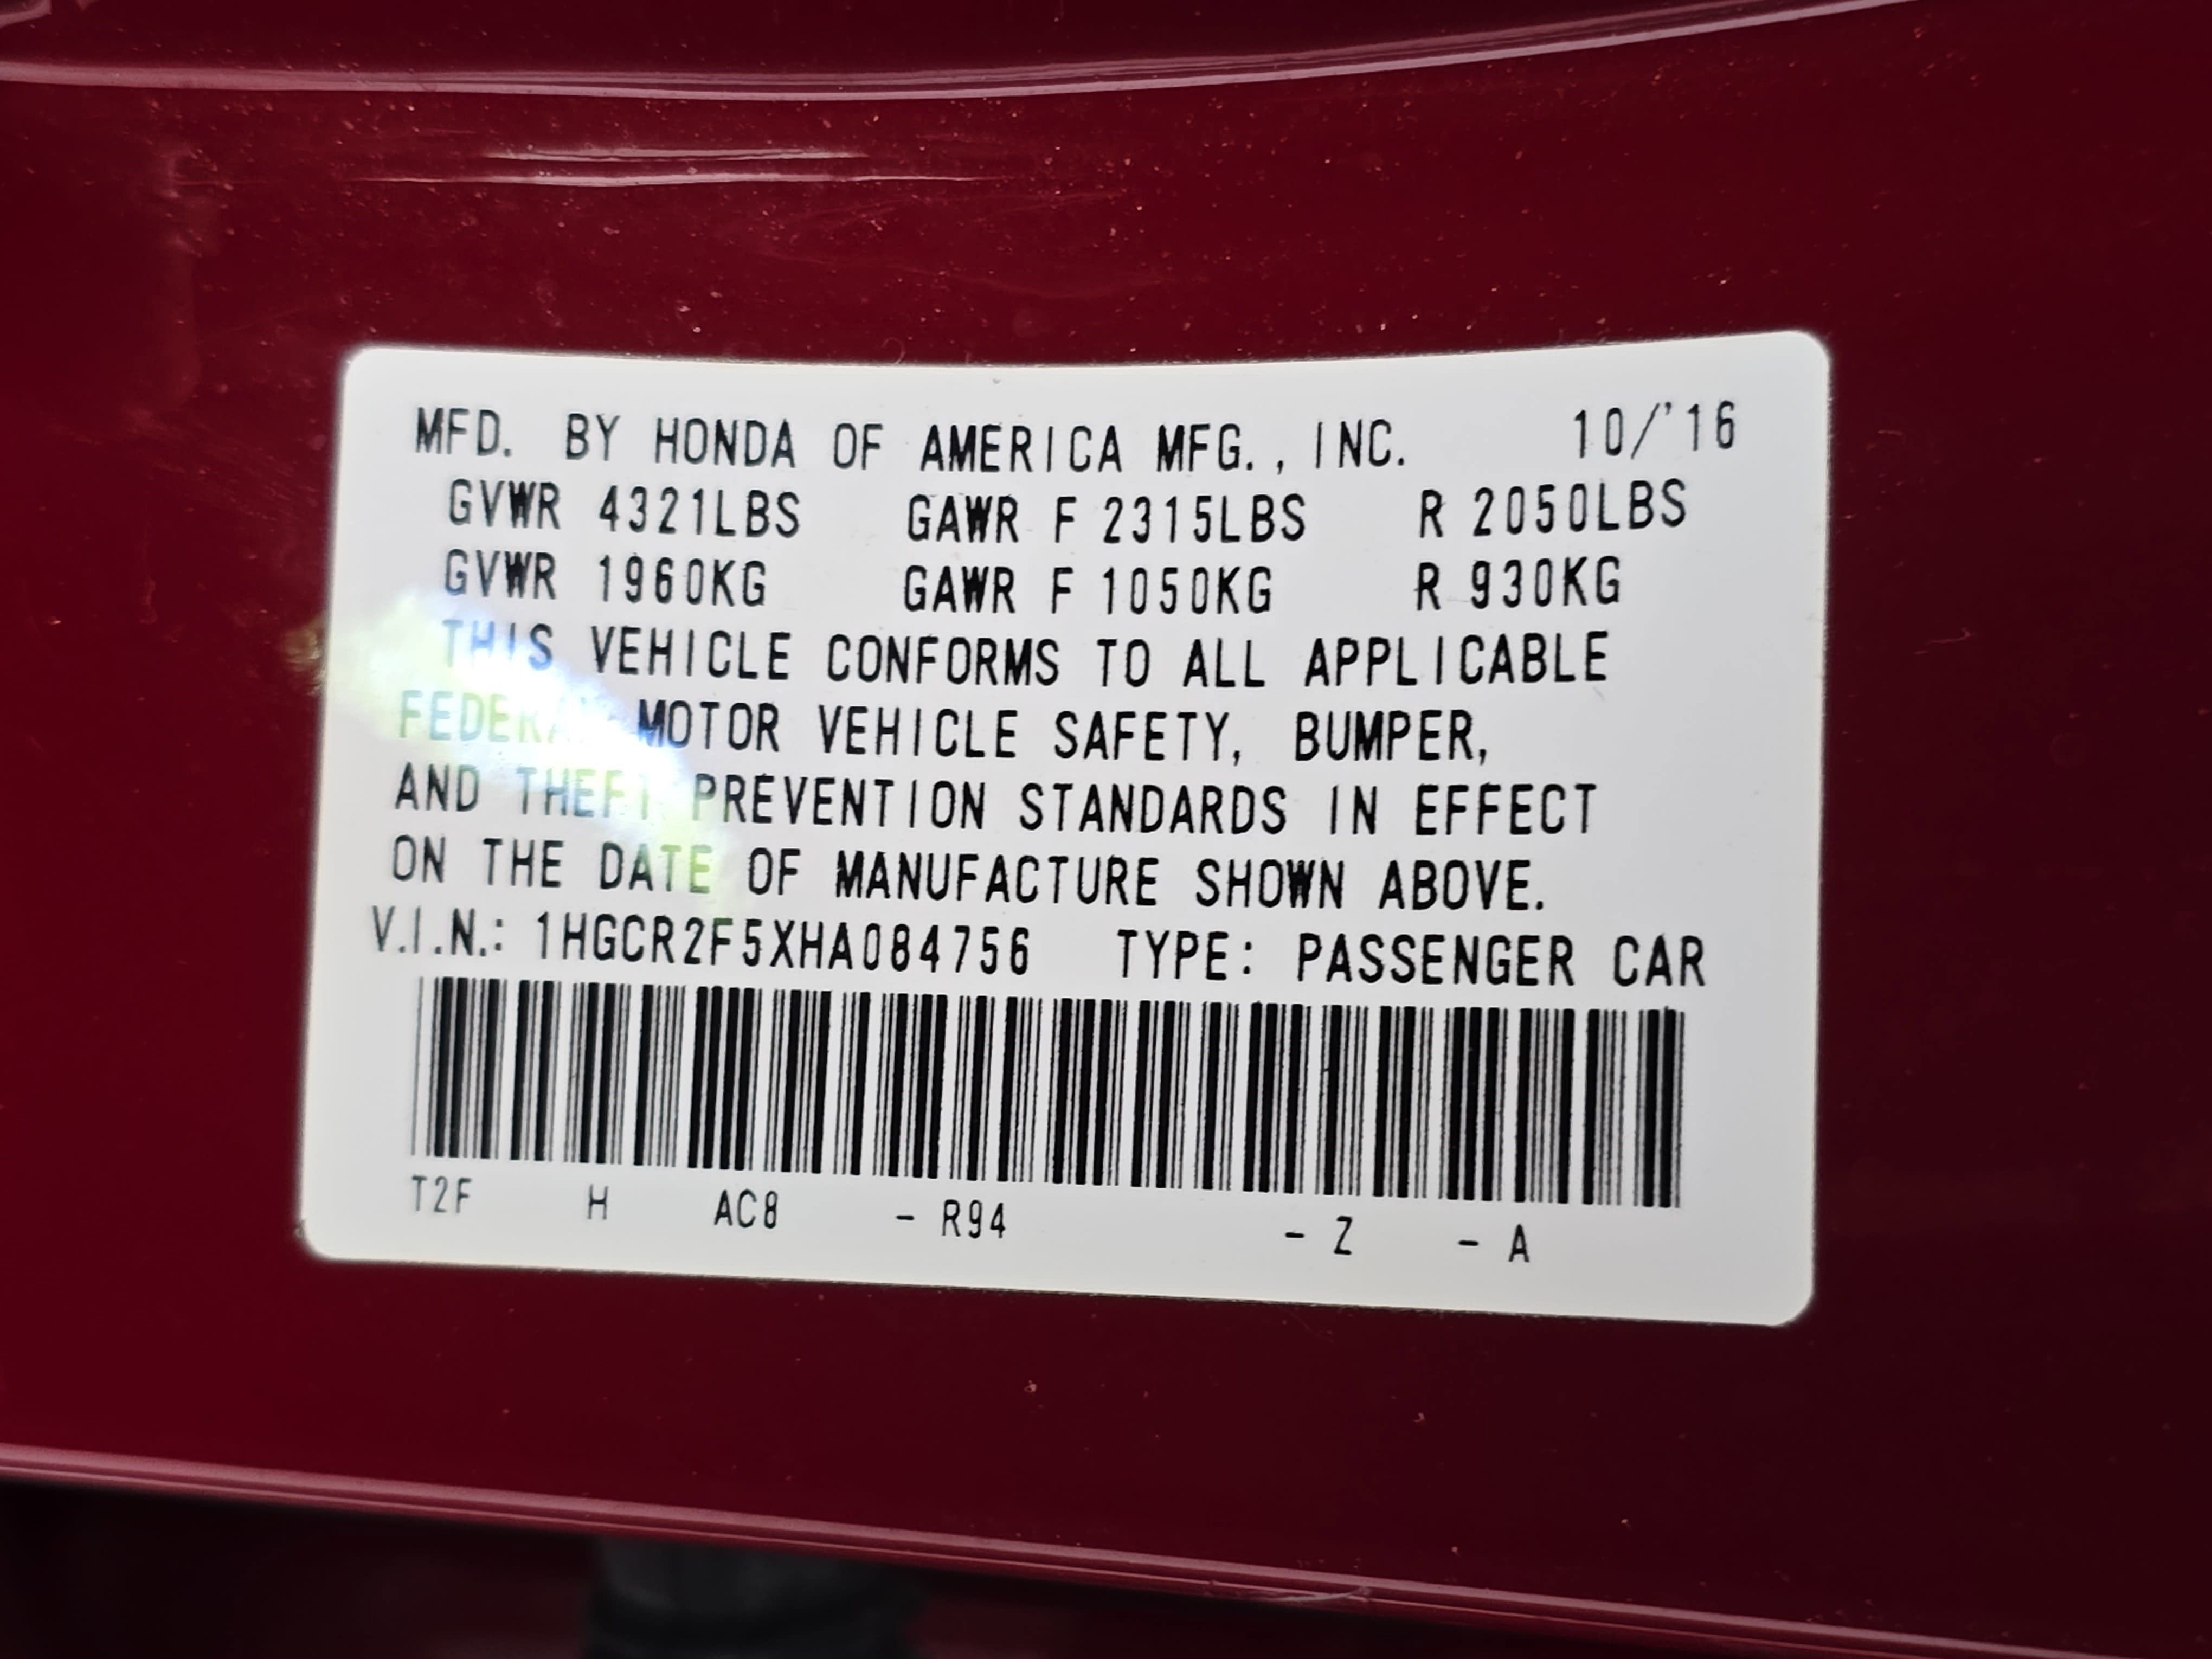 MFD. BY HONDA OF AMERICA MFG., INC. 10/'16
GVWR 4321LBS GAWR F 2315LBS R 2050LBS
GVWR 1960KG GAWR F 1050KG R 930KG
THIS VEHICLE CONFORMS TO ALL APPLICABLE
FEDERAL MOTOR VEHICLE SAFETY, BUMPER,
AND THEFT PREVENTION STANDARDS IN EFFECT
ON THE DATE OF MANUFACTURE SHOWN ABOVE.
V.I.N.: 1HGCR2F5XHA084756 TYPE: PASSENGER CAR
T2F H AC8 - R94 - Z - A